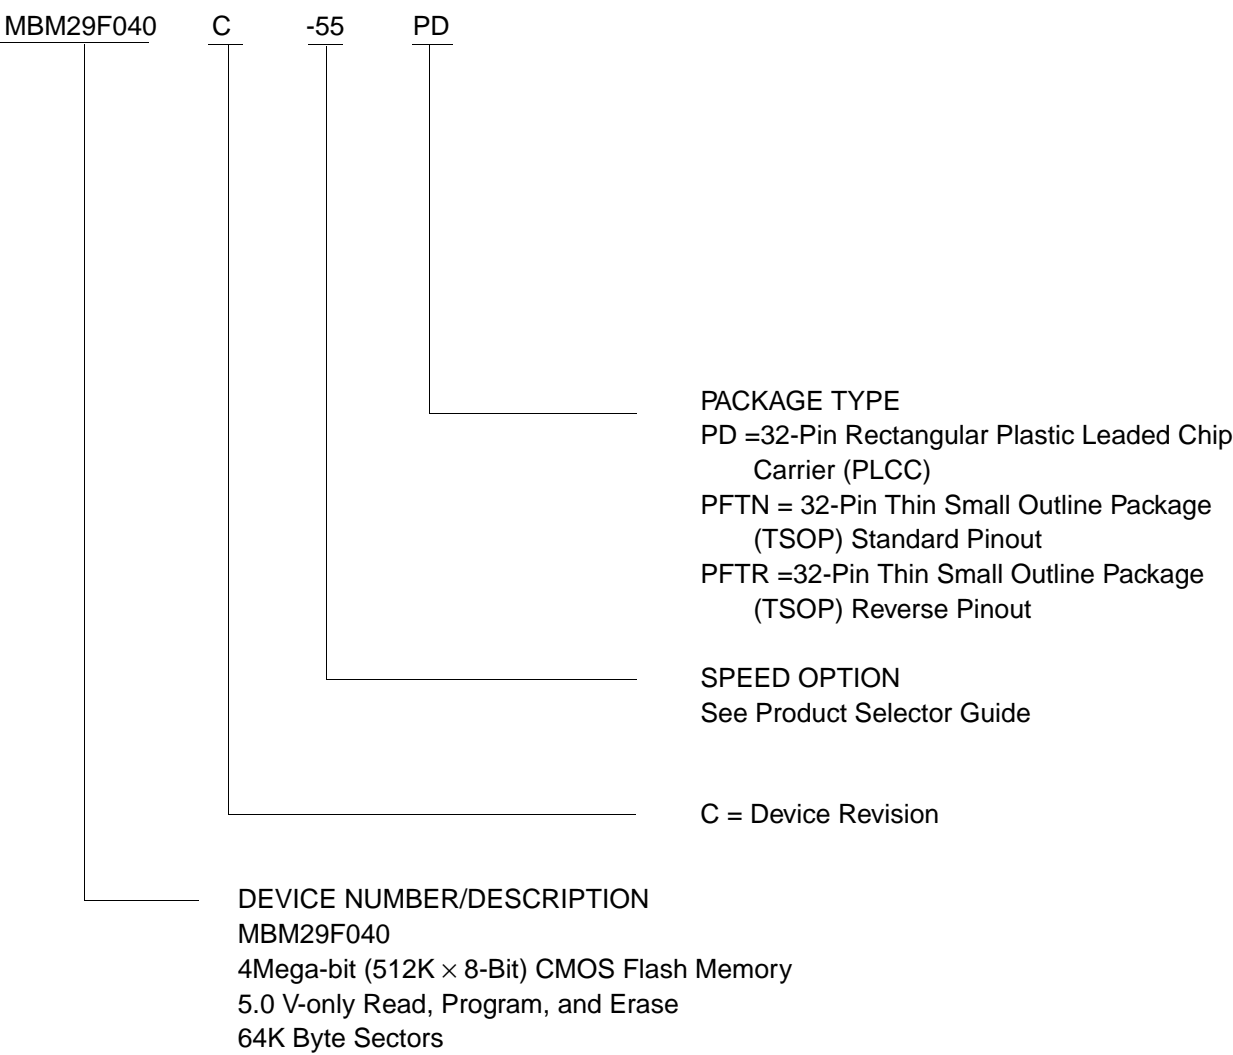 MBM29F040 C -55 PD
PACKAGE TYPE
PD =32-Pin Rectangular Plastic Leaded Chip
Carrier (PLCC)
PFTN = 32-Pin Thin Small Outline Package
(TSOP) Standard Pinout
PFTR =32-Pin Thin Small Outline Package
(TSOP) Reverse Pinout
SPEED OPTION
See Product Selector Guide
C = Device Revision
DEVICE NUMBER/DESCRIPTION
MBM29F040
4Mega-bit (512K × 8-Bit) CMOS Flash Memory
5.0 V-only Read, Program, and Erase
64K Byte Sectors